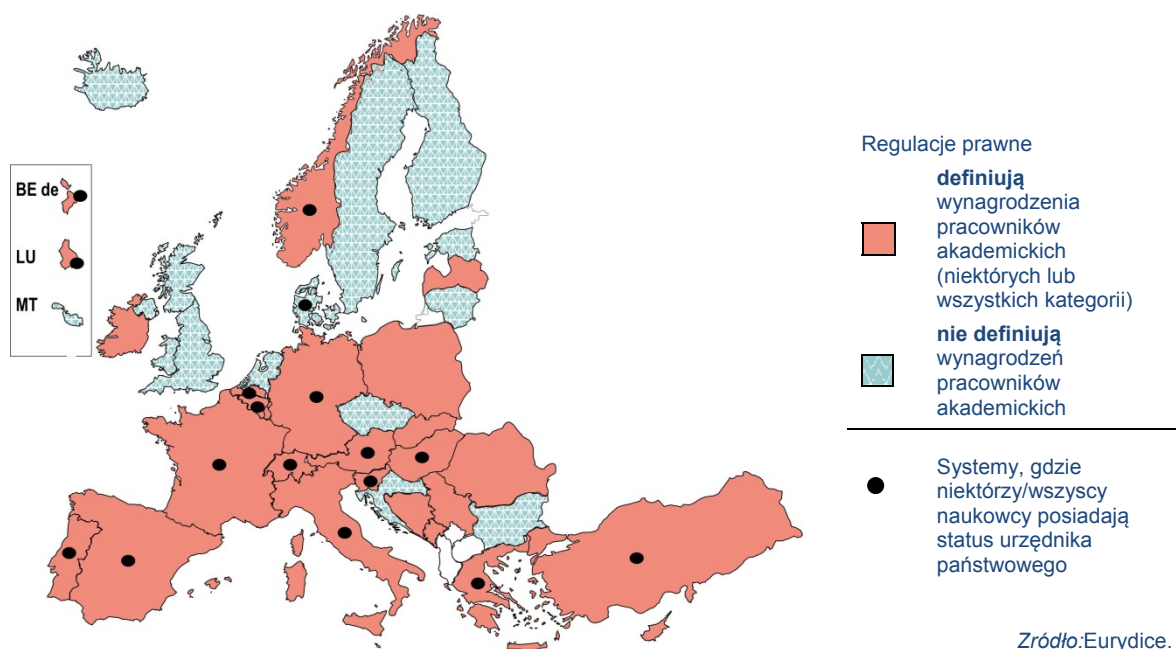 BE de
LU
MT
Regulacje prawne
definiują
wynagrodzenia
pracowników
akademickich
(niektórych lub
wszystkich kategorii)
nie definiują
wynagrodzeń
pracowników
akademickich
Systemy, gdzie
niektórzy/wszyscy
naukowcy posiadają
status urzędnika
państwowego
Zródło:Eurydice.